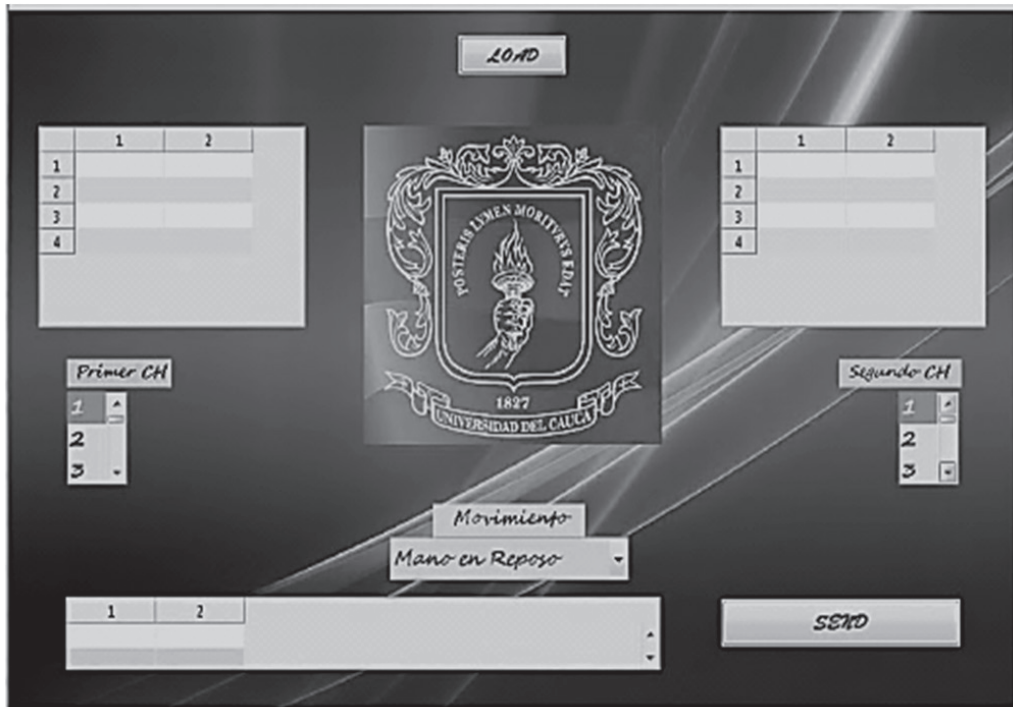 LOAD
1 2
1
2
3
4
1 2
1
2
3
4
POSTERIS LVMEN MORITVRVS EDAT
1827
UNIVERSIDAD DEL CAUCA
Primer CH
1
2
3
Segundo CH
1
2
3
Movimiento
Mano en Reposo
1 2
SEND